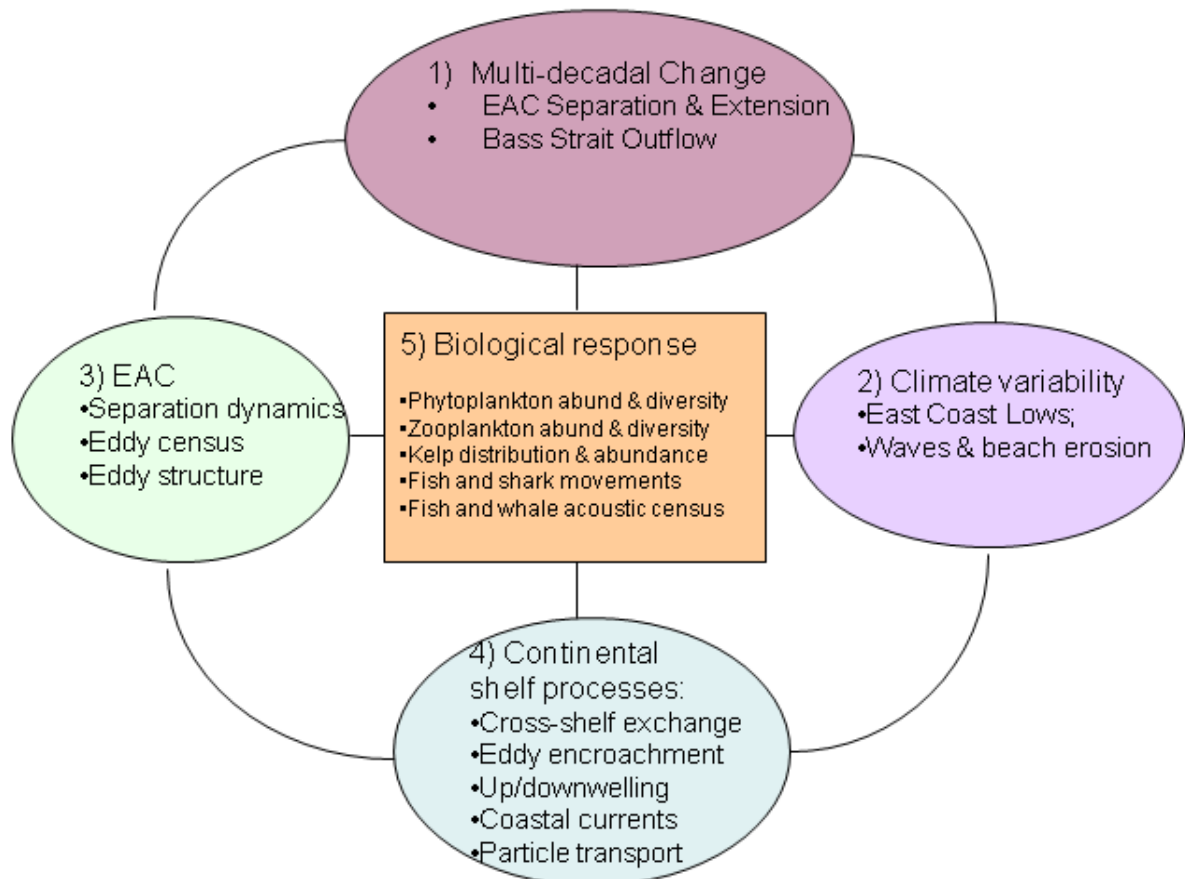 1) Multi-decadal Change
• EAC Separation & Extension
• Bass Strait Outflow
3) EAC
•Separation dynamics
•Eddy census
•Eddy structure
5) Biological response
▪Phytoplankton abund & diversity
▪Zooplankton abund & diversity
▪Kelp distribution & abundance
▪Fish and shark movements
▪Fish and whale acoustic census
2) Climate variability
•East Coast Lows;
•Waves & beach erosion
4) Continental
shelf processes:
•Cross-shelf exchange
•Eddy encroachment
•Up/downwelling
•Coastal currents
•Particle transport